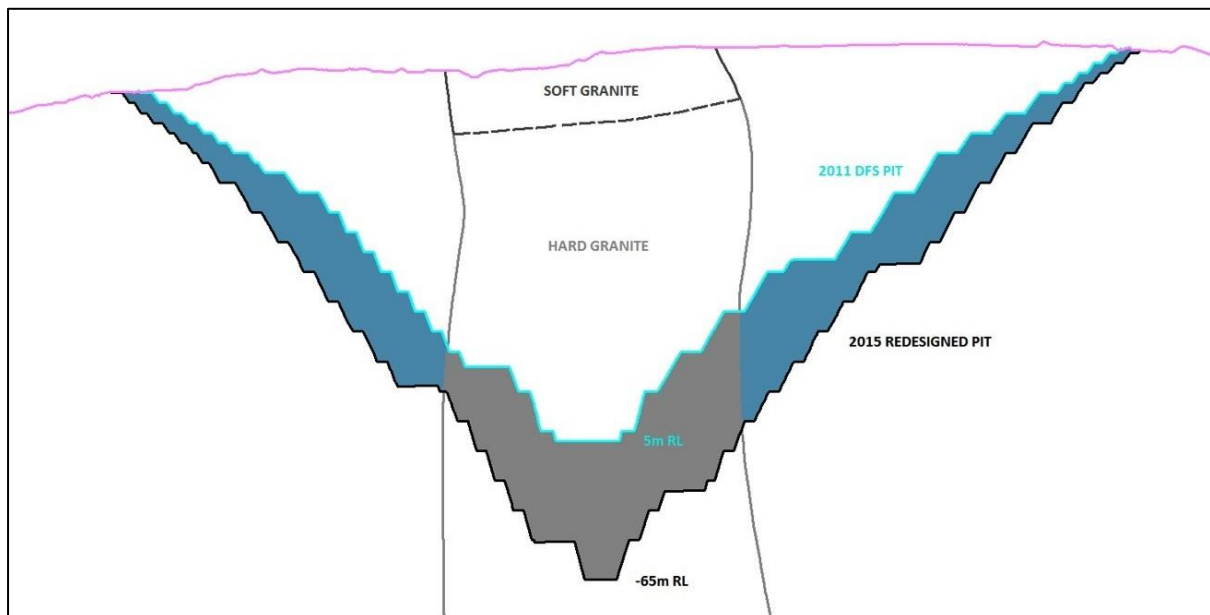 SOFT GRANITE
2011 DFS PIT
HARD GRANITE
2015 REDESIGNED PIT
5m RL
-65m RL